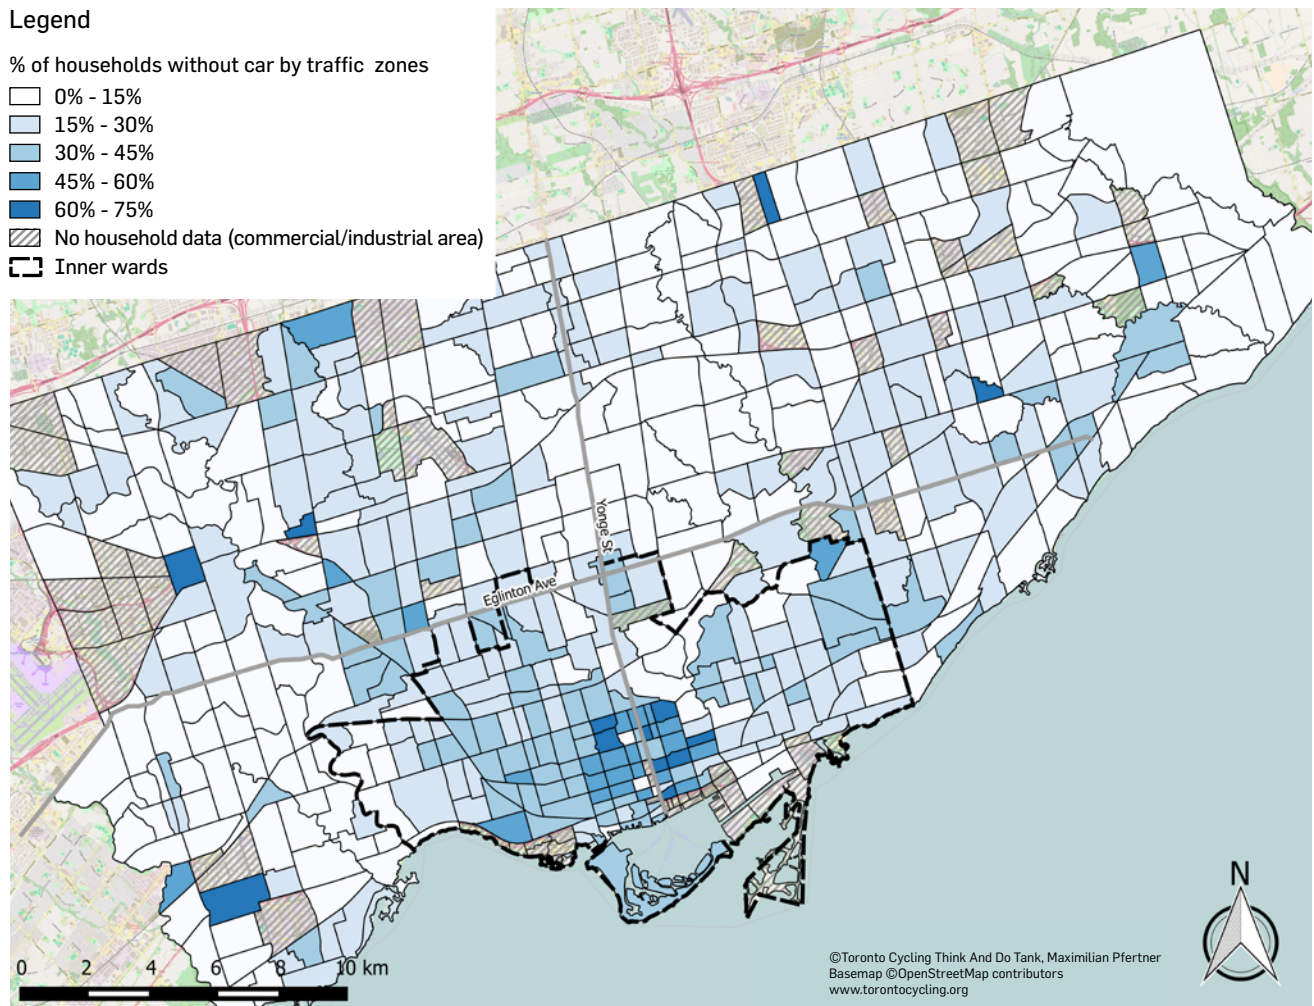 Legend
% of households without car by traffic zones
0% - 15%
15% - 30%
30% - 45%
45% - 60%
60% - 75%
No household data (commercial/industrial area)
Inner wards
Yonge St.
Eglinton Ave
N
0 2 4 6 8 10 km
©Toronto Cycling Think And Do Tank, Maximilian Pfertner
Basemap ©OpenStreetMap contributors
www.torontocycling.org